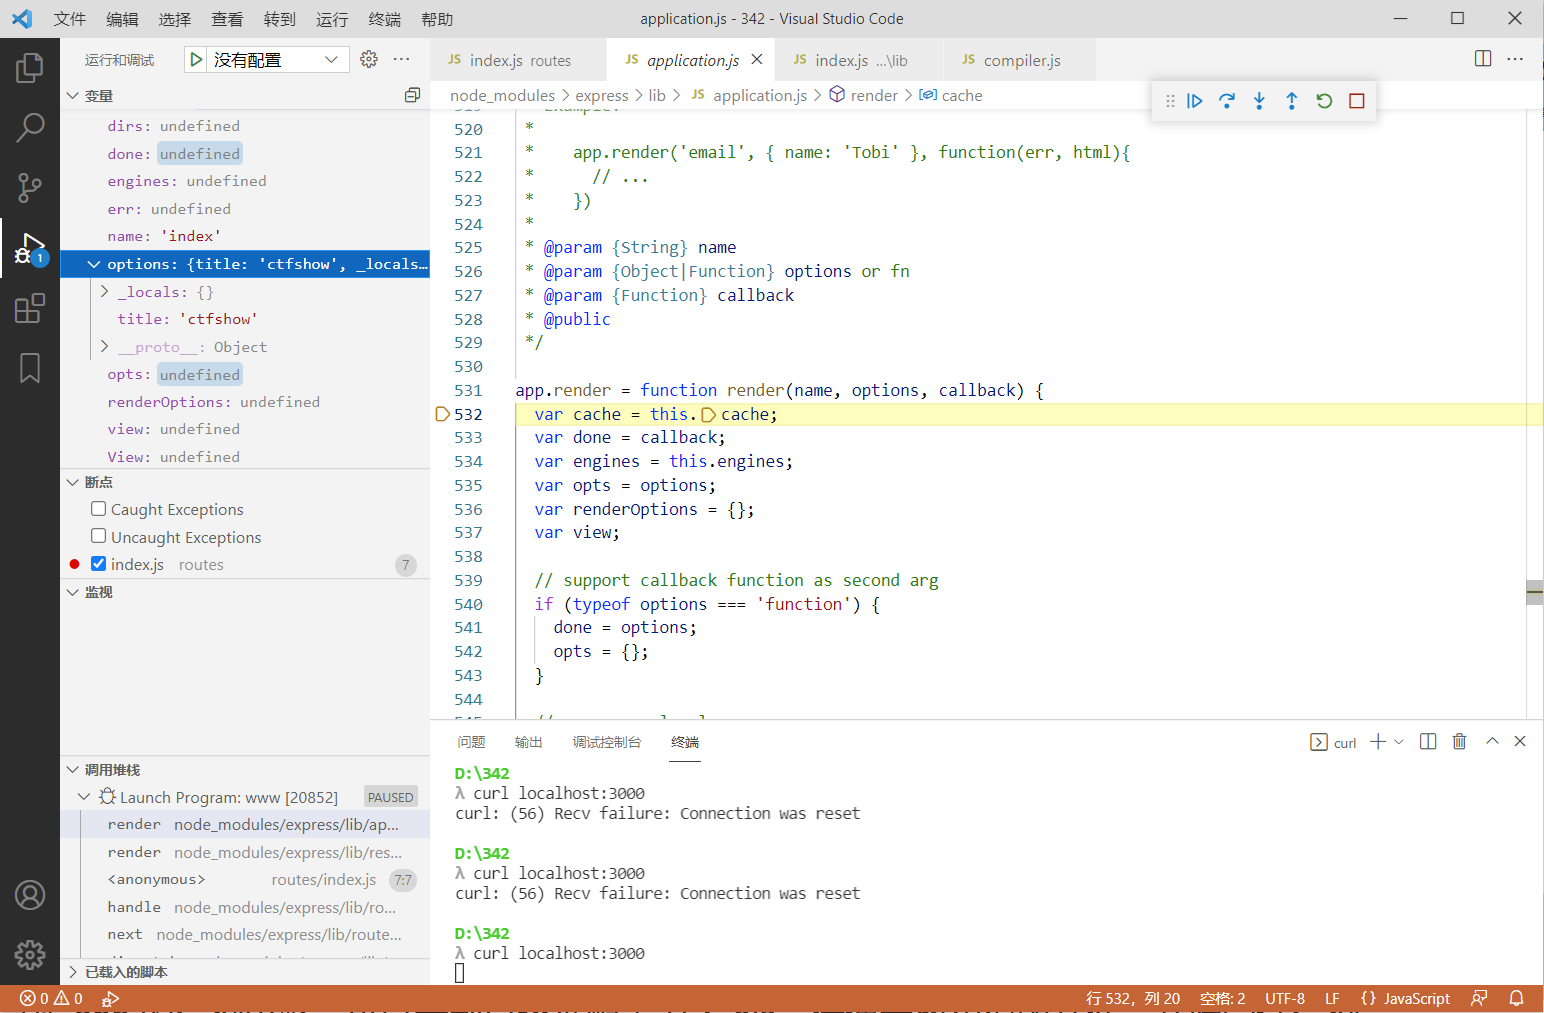 文件 编辑 选择 查看 转到 运行 终端 帮助 application.js - 342 - Visual Studio Code
运行和调试 没有配置 ···
变量
dirs: undefined
done: undefined
engines: undefined
err: undefined
name: 'index'
options: {title: 'ctfshow', _locals…
_locals: {}
title: 'ctfshow'
__proto__: Object
opts: undefined
renderOptions: undefined
view: undefined
View: undefined
断点
Caught Exceptions
Uncaught Exceptions
index.js routes 7
监视
调用堆栈
Launch Program: www [20852] PAUSED
render node_modules/express/lib/ap...
render node_modules/express/lib/res...
<anonymous> routes/index.js 7:7
handle node_modules/express/lib/ro...
next node_modules/express/lib/route...
已载入的脚本
JS index.js routes JS application.js JS index.js ...\lib JS compiler.js
node_modules > express > lib > JS application.js > render > cache
520 *
521 * app.render('email', { name: 'Tobi' }, function(err, html){
522 * // ...
523 * })
524 *
525 * @param {String} name
526 * @param {Object|Function} options or fn
527 * @param {Function} callback
528 * @public
529 */
530
531 app.render = function render(name, options, callback) {
532 var cache = this.cache;
533 var done = callback;
534 var engines = this.engines;
535 var opts = options;
536 var renderOptions = {};
537 var view;
538
539 // support callback function as second arg
540 if (typeof options === 'function') {
541 done = options;
542 opts = {};
543 }
544
问题 输出 调试控制台 终端 curl
D:\342
λ curl localhost:3000
curl: (56) Recv failure: Connection was reset
D:\342
λ curl localhost:3000
curl: (56) Recv failure: Connection was reset
D:\342
λ curl localhost:3000
0 0 行 532, 列 20 空格: 2 UTF-8 LF {} JavaScript